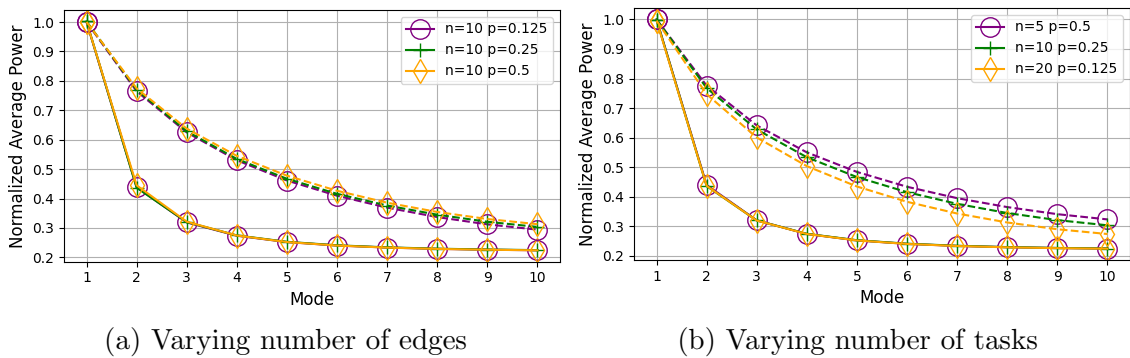 Normalized Average Power
1.0
0.9
0.8
0.7
0.6
0.5
0.4
0.3
0.2
n=10 p=0.125
n=10 p=0.25
n=10 p=0.5
1 2 3 4 5 6 7 8 9 10
Mode
(a) Varying number of edges
Normalized Average Power
1.0
0.9
0.8
0.7
0.6
0.5
0.4
0.3
0.2
n=5 p=0.5
n=10 p=0.25
n=20 p=0.125
1 2 3 4 5 6 7 8 9 10
Mode
(b) Varying number of tasks